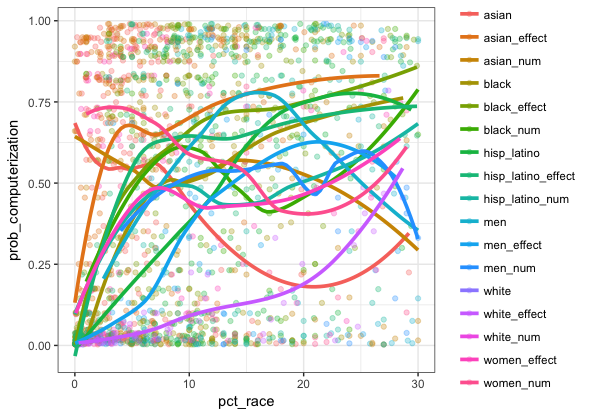 1.00
0.75
0.50
0.25
0.00
prob_computerization
0
10
20
30
pct_race
asian
asian_effect
asian_num
black
black_effect
black_num
hisp_latino
hisp_latino_effect
hisp_latino_num
men
men_effect
men_num
white
white_effect
white_num
women_effect
women_num